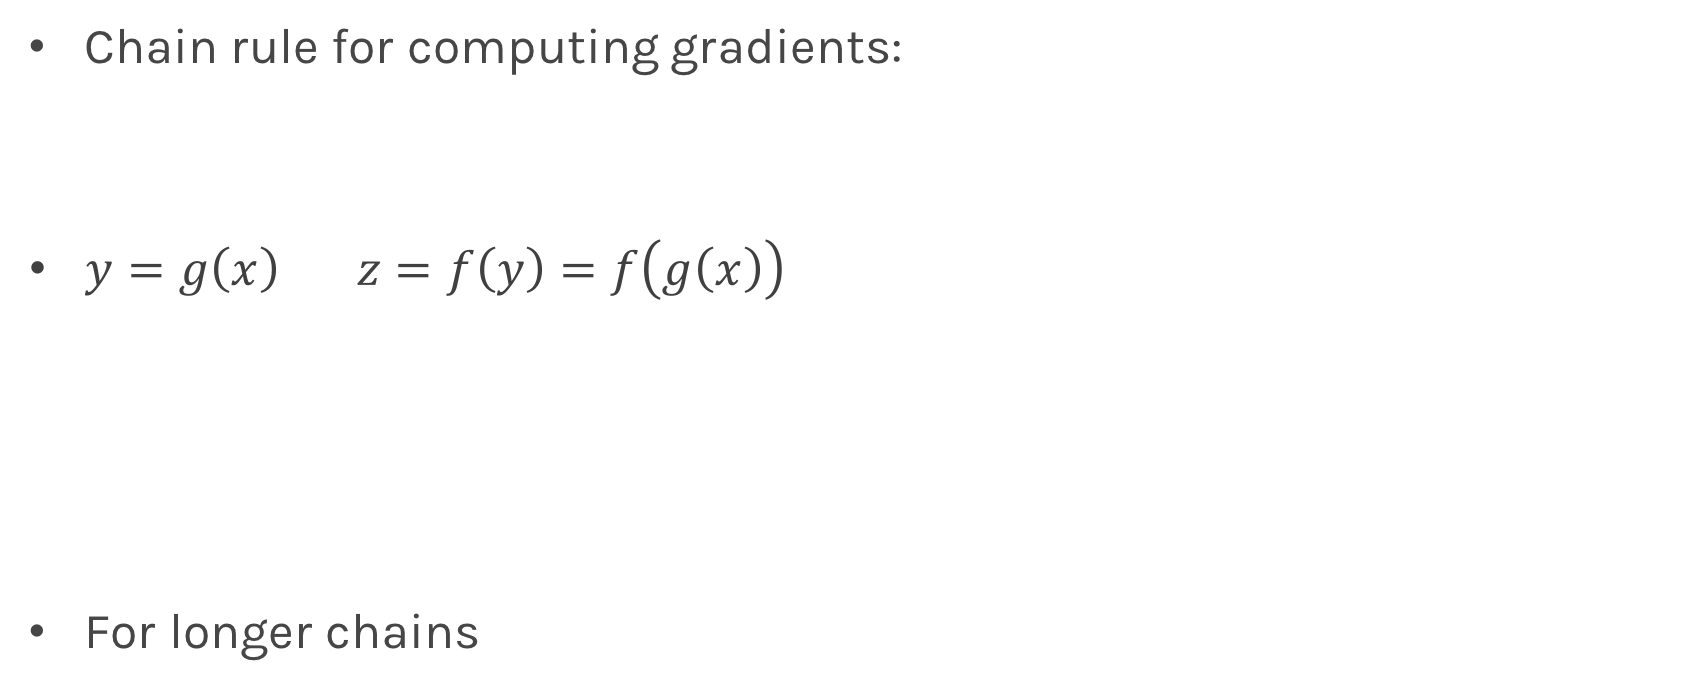 • Chain rule for computing gradients:
• y = g(x)  z = f(y) = f(g(x))
• For longer chains